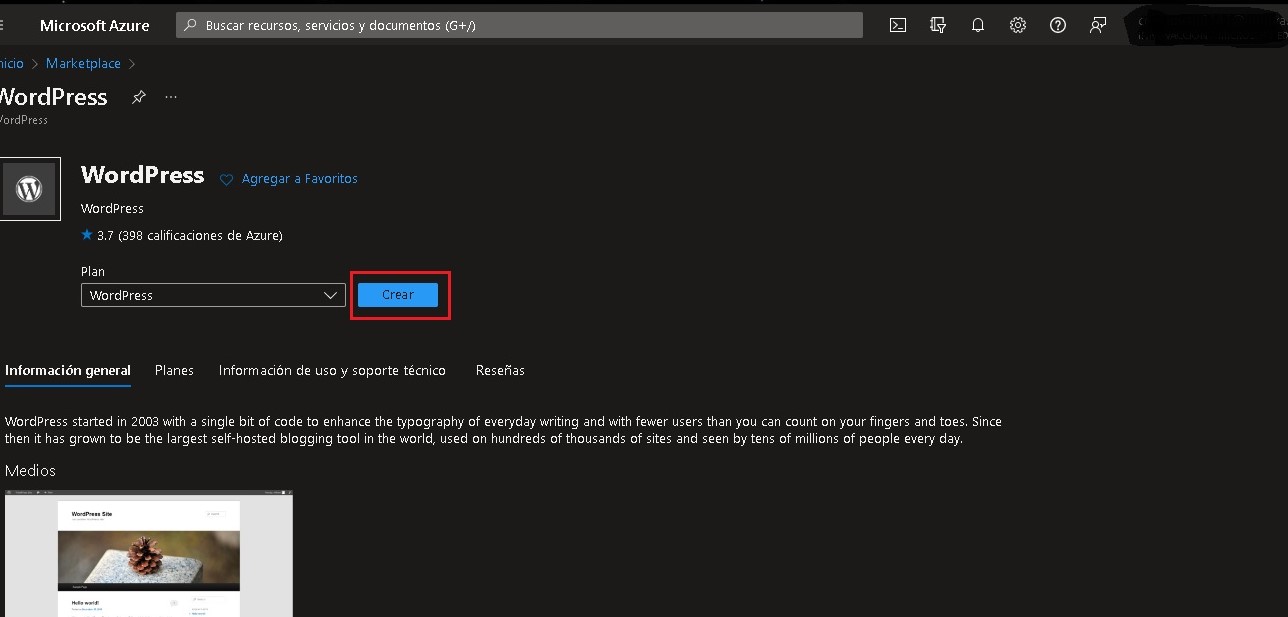 Microsoft Azure
Buscar recursos, servicios y documentos (G+/)
nicio > Marketplace >
WordPress
WordPress
WordPress Agregar a Favoritos
WordPress
3.7 (398 calificaciones de Azure)
Plan
WordPress Crear
Información general Planes Información de uso y soporte técnico Reseñas
WordPress started in 2003 with a single bit of code to enhance the typography of everyday writing and with fewer users than you can count on your fingers and toes. Since
then it has grown to be the largest self-hosted blogging tool in the world, used on hundreds of thousands of sites and seen by tens of millions of people every day.
Medios
WordPress Site
Hello world!